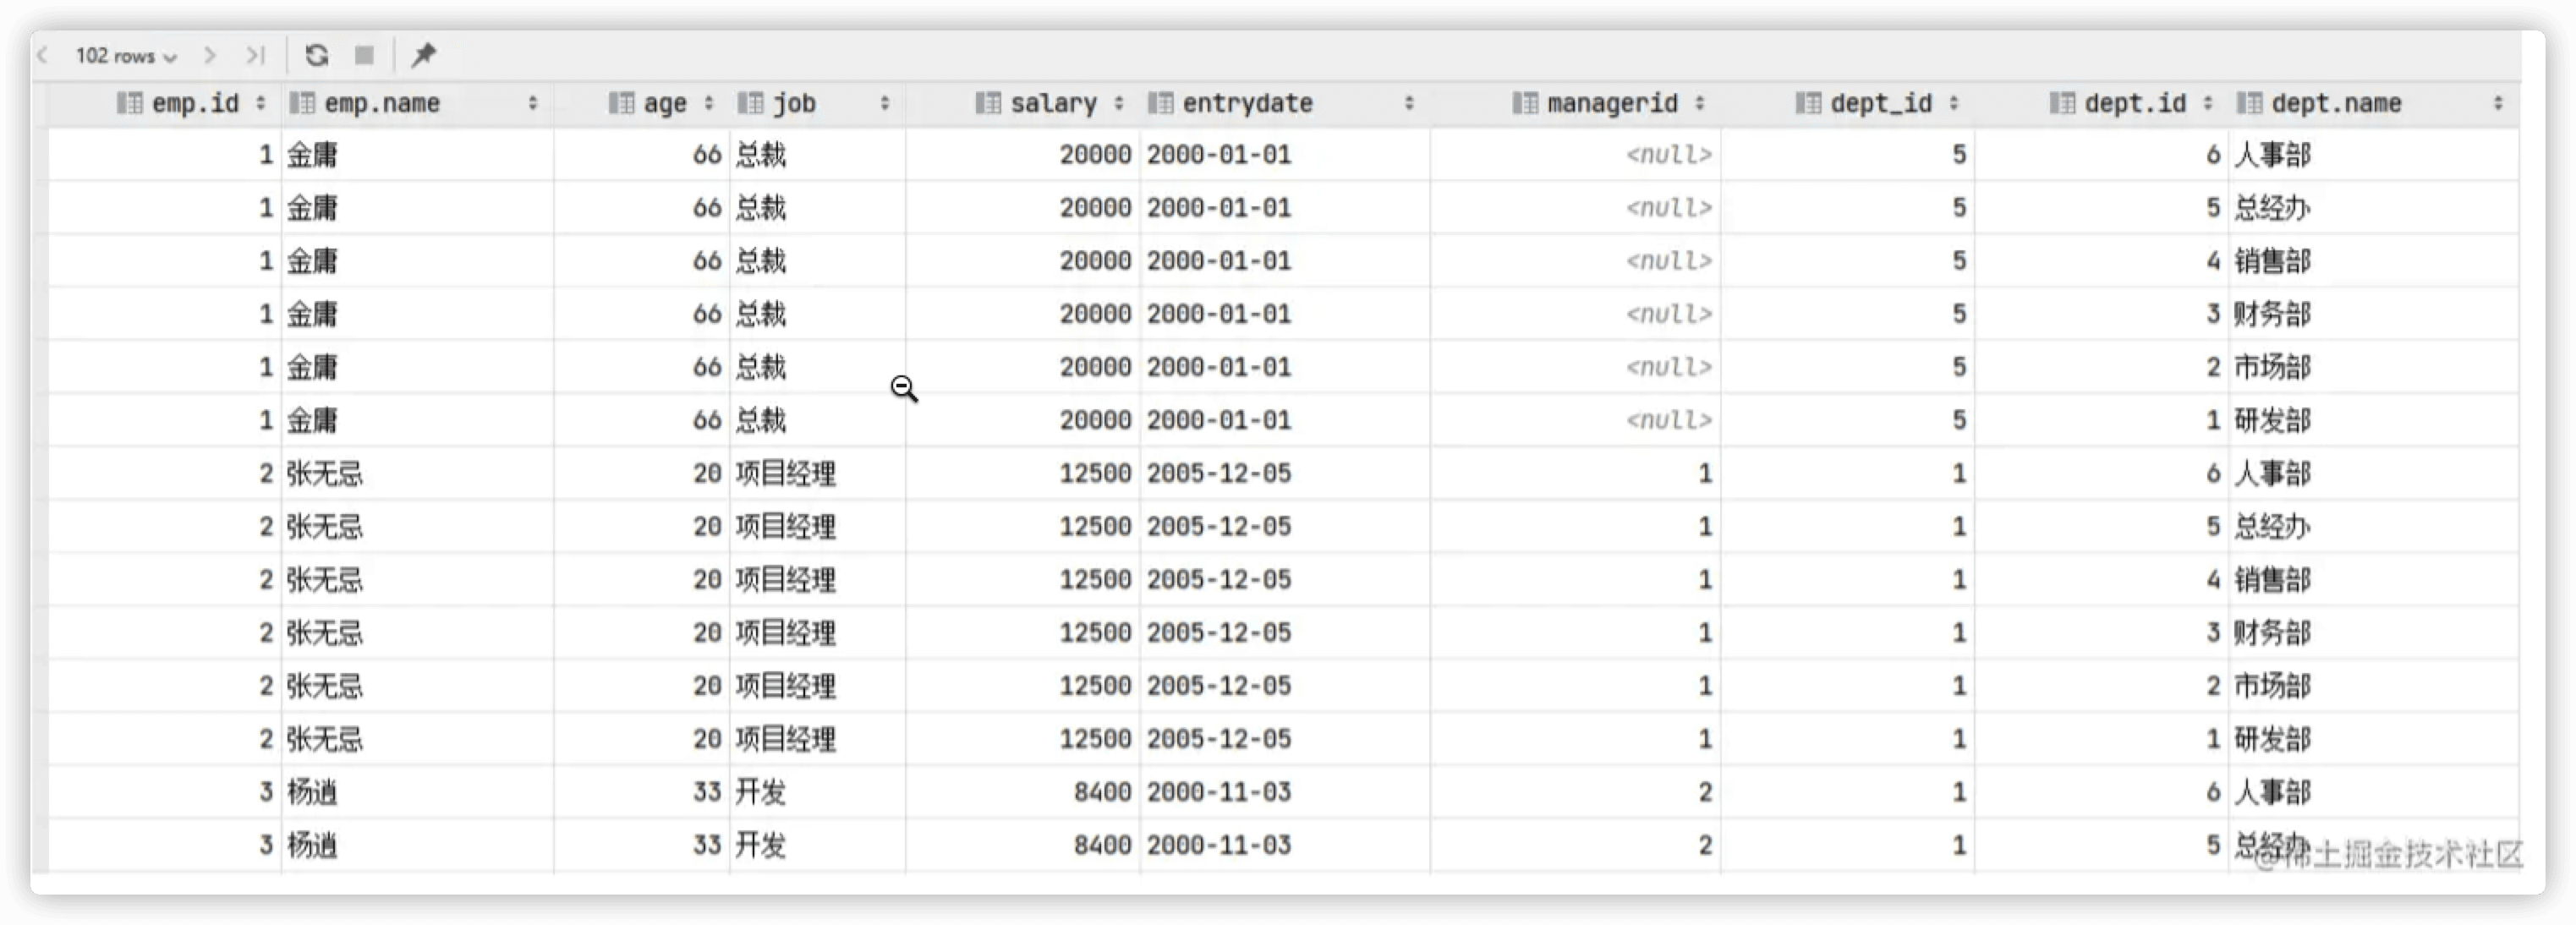 102 rows
emp.id emp.name age job salary entrydate managerid dept_id dept.id dept.name
1 金庸 66 总裁 20000 2000-01-01 <null> 5 6 人事部
1 金庸 66 总裁 20000 2000-01-01 <null> 5 5 总经办
1 金庸 66 总裁 20000 2000-01-01 <null> 5 4 销售部
1 金庸 66 总裁 20000 2000-01-01 <null> 5 3 财务部
1 金庸 66 总裁 20000 2000-01-01 <null> 5 2 市场部
1 金庸 66 总裁 20000 2000-01-01 <null> 5 1 研发部
2 张无忌 20 项目经理 12500 2005-12-05 1 1 6 人事部
2 张无忌 20 项目经理 12500 2005-12-05 1 1 5 总经办
2 张无忌 20 项目经理 12500 2005-12-05 1 1 4 销售部
2 张无忌 20 项目经理 12500 2005-12-05 1 1 3 财务部
2 张无忌 20 项目经理 12500 2005-12-05 1 1 2 市场部
2 张无忌 20 项目经理 12500 2005-12-05 1 1 1 研发部
3 杨逍 33 开发 8400 2000-11-03 2 1 6 人事部
3 杨逍 33 开发 8400 2000-11-03 2 1 5 总经办
@稀土掘金技术社区